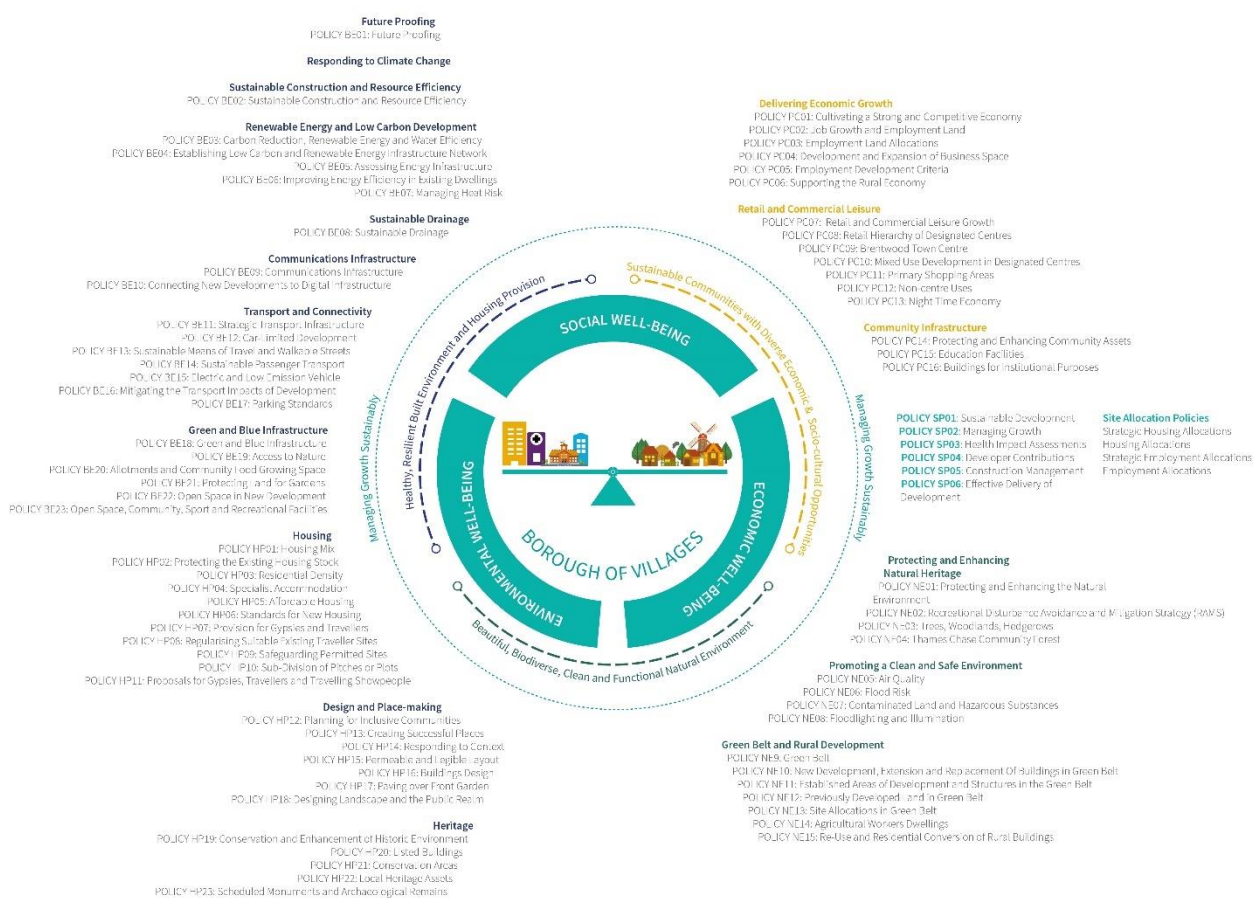 Future Proofing
POLICY BE01: Future Proofing
Responding to Climate Change
Sustainable Construction and Resource Efficiency
POLICY BE02: Sustainable Construction and Resource Efficiency
Renewable Energy and Low Carbon Development
POLICY BE03: Carbon Reduction, Renewable Energy and Water Efficiency
POLICY BE04: Establishing Low Carbon and Renewable Energy Infrastructure Network
POLICY BE05: Assessing Energy Infrastructure
POLICY BE06: Improving Energy Efficiency in Existing Dwellings
POLICY BE07: Managing Heat Risk
Sustainable Drainage
POLICY BE08: Sustainable Drainage
Communications Infrastructure
POLICY BE09: Communications Infrastructure
POLICY BE10: Connecting New Developments to Digital Infrastructure
Transport and Connectivity
POLICY BE11: Strategic Transport Infrastructure
POLICY BE12: Car-Limited Development
POLICY BE13: Sustainable Means of Travel and Walkable Streets
POLICY BE14: Sustainable Passenger Transport
POLICY BE15: Electric and Low Emission Vehicle
POLICY BE16: Mitigating the Transport Impacts of Development
POLICY BE17: Parking Standards
Green and Blue Infrastructure
POLICY BE18: Green and Blue Infrastructure
POLICY BE19: Access to Nature
POLICY BE20: Allotments and Community Food Growing Space
POLICY BE21: Protecting Land for Gardens
POLICY BE22: Open Space in New Development
POLICY BE23: Open Space, Community, Sport and Recreational Facilities
Housing
POLICY HP01: Housing Mix
POLICY HP02: Protecting the Existing Housing Stock
POLICY HP03: Residential Density
POLICY HP04: Specialist Accommodation
POLICY HP05: Affordable Housing
POLICY HP06: Standards for New Housing
POLICY HP07: Provision for Gypsies and Travellers
POLICY HP08: Regularising Suitable Existing Traveller Sites
POLICY HP09: Safeguarding Permitted Sites
POLICY HP10: Sub-Division of Pitches or Plots
POLICY HP11: Proposals for Gypsies, Travellers and Travelling Showpeople
Design and Place-making
POLICY HP12: Planning for Inclusive Communities
POLICY HP13: Creating Successful Places
POLICY HP14: Responding to Context
POLICY HP15: Permeable and Legible Layout
POLICY HP16: Buildings Design
POLICY HP17: Paving over Front Garden
POLICY HP18: Designing Landscape and the Public Realm
Heritage
POLICY HP19: Conservation and Enhancement of Historic Environment
POLICY HP20: Listed Buildings
POLICY HP21: Conservation Areas
POLICY HP22: Local Heritage Assets
POLICY HP23: Scheduled Monuments and Archaeological Remains
Managing Growth Sustainably
Healthy, Resilient Built Environment and Housing Provision
Sustainable Communities with Diverse Economic & Socio-cultural Opportunities
Managing Growth Sustainably
Beautiful, Biodiverse, Clean and Functional Natural Environment
SOCIAL WELL-BEING
ENVIRONMENTAL WELL-BEING
ECONOMIC WELL-BEING
BOROUGH OF VILLAGES
Delivering Economic Growth
POLICY PC01: Cultivating a Strong and Competitive Economy
POLICY PC02: Job Growth and Employment Land
POLICY PC03: Employment Land Allocations
POLICY PC04: Development and Expansion of Business Space
POLICY PC05: Employment Development Criteria
POLICY PC06: Supporting the Rural Economy
Retail and Commercial Leisure
POLICY PC07: Retail and Commercial Leisure Growth
POLICY PC08: Retail Hierarchy of Designated Centres
POLICY PC09: Brentwood Town Centre
POLICY PC10: Mixed Use Development in Designated Centres
POLICY PC11: Primary Shopping Areas
POLICY PC12: Non-centre Uses
POLICY PC13: Night Time Economy
Community Infrastructure
POLICY PC14: Protecting and Enhancing Community Assets
POLICY PC15: Education Facilities
POLICY PC16: Buildings for Institutional Purposes
POLICY SP01: Sustainable Development
POLICY SP02: Managing Growth
POLICY SP03: Health Impact Assessments
POLICY SP04: Developer Contributions
POLICY SP05: Construction Management
POLICY SP06: Effective Delivery of
Development
Site Allocation Policies
Strategic Housing Allocations
Housing Allocations
Strategic Employment Allocations
Employment Allocations
Protecting and Enhancing
Natural Heritage
POLICY NE01: Protecting and Enhancing the Natural
Environment
POLICY NE02: Recreational Disturbance Avoidance and Mitigation Strategy (RAMS)
POLICY NE03: Trees, Woodlands, Hedgerows
POLICY NE04: Thames Chase Community Forest
Promoting a Clean and Safe Environment
POLICY NE05: Air Quality
POLICY NE06: Flood Risk
POLICY NE07: Contaminated Land and Hazardous Substances
POLICY NE08: Floodlighting and Illumination
Green Belt and Rural Development
POLICY NE9: Green Belt
POLICY NE10: New Development, Extension and Replacement Of Buildings in Green Belt
POLICY NE11: Established Areas of Development and Structures in the Green Belt
POLICY NE12: Previously Developed Land in Green Belt
POLICY NE13: Site Allocations in Green Belt
POLICY NE14: Agricultural Workers Dwellings
POLICY NE15: Re-Use and Residential Conversion of Rural Buildings